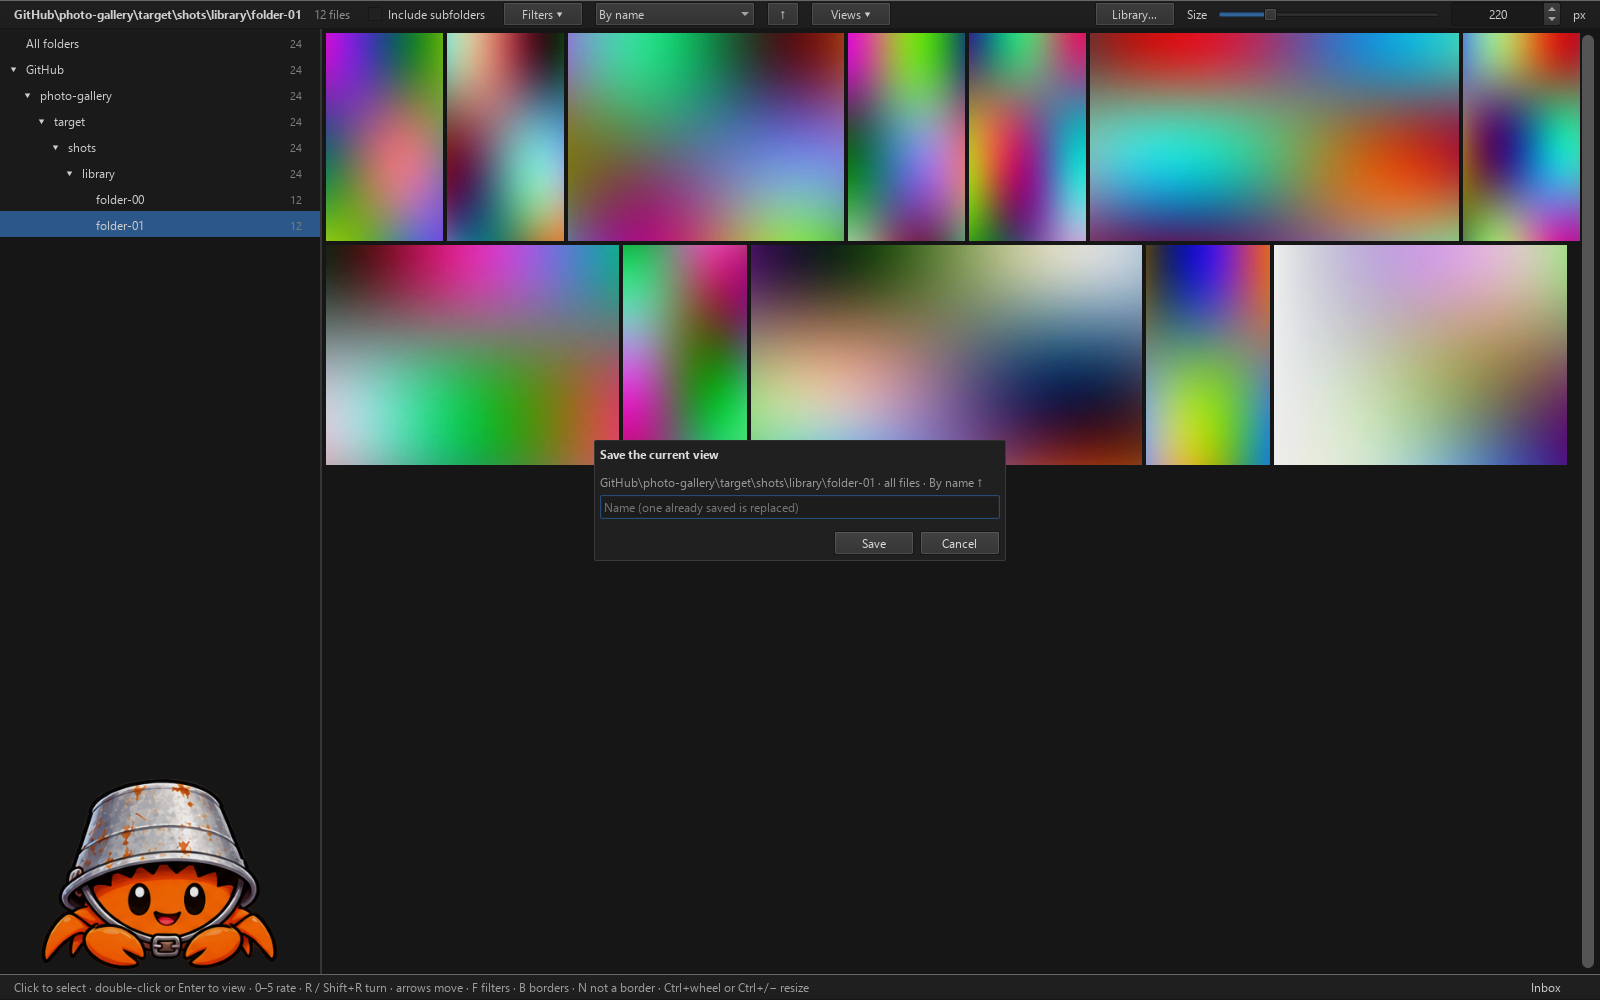 GitHub\photo-gallery\target\shots\library\folder-01 12 files Include subfolders Filters ▾ By name ↑ Views ▾ Library... Size 220 px
All folders 24
GitHub 24
photo-gallery 24
target 24
shots 24
library 24
folder-00 12
folder-01 12
Save the current view
GitHub\photo-gallery\target\shots\library\folder-01 · all files · By name ↑
Name (one already saved is replaced)
Save Cancel
Click to select · double-click or Enter to view · 0–5 rate · R / Shift+R turn · arrows move · F filters · B borders · N not a border · Ctrl+wheel or Ctrl+/− resize Inbox